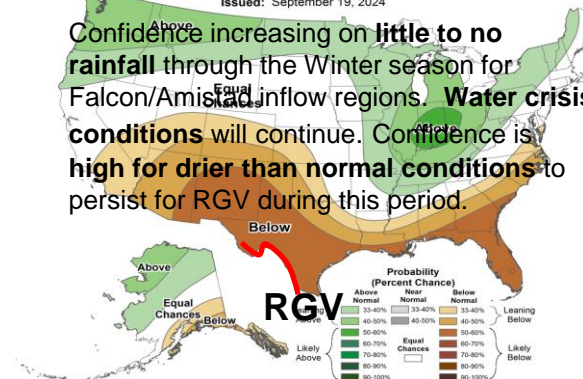 Issued: September 19, 2024
Above
Confidence increasing on little to no
rainfall through the Winter season for
Equal
Chances
Falcon/Amistad inflow regions. Water crisis
Above
conditions will continue. Confidence is
high for drier than normal conditions to
persist for RGV during this period.
Below
Above
Equal
Chances
Below
RGV
Probability
(Percent Chance)
Above Normal
Near Normal
Below Normal
Leaning Above
33-40%
33-40%
33-40%
Leaning Below
40-50%
40-50%
40-50%
50-60%
50-60%
Likely Above
60-70%
Equal Chances
60-70%
Likely Below
70-80%
70-80%
80-90%
80-90%
90-100%
90-100%